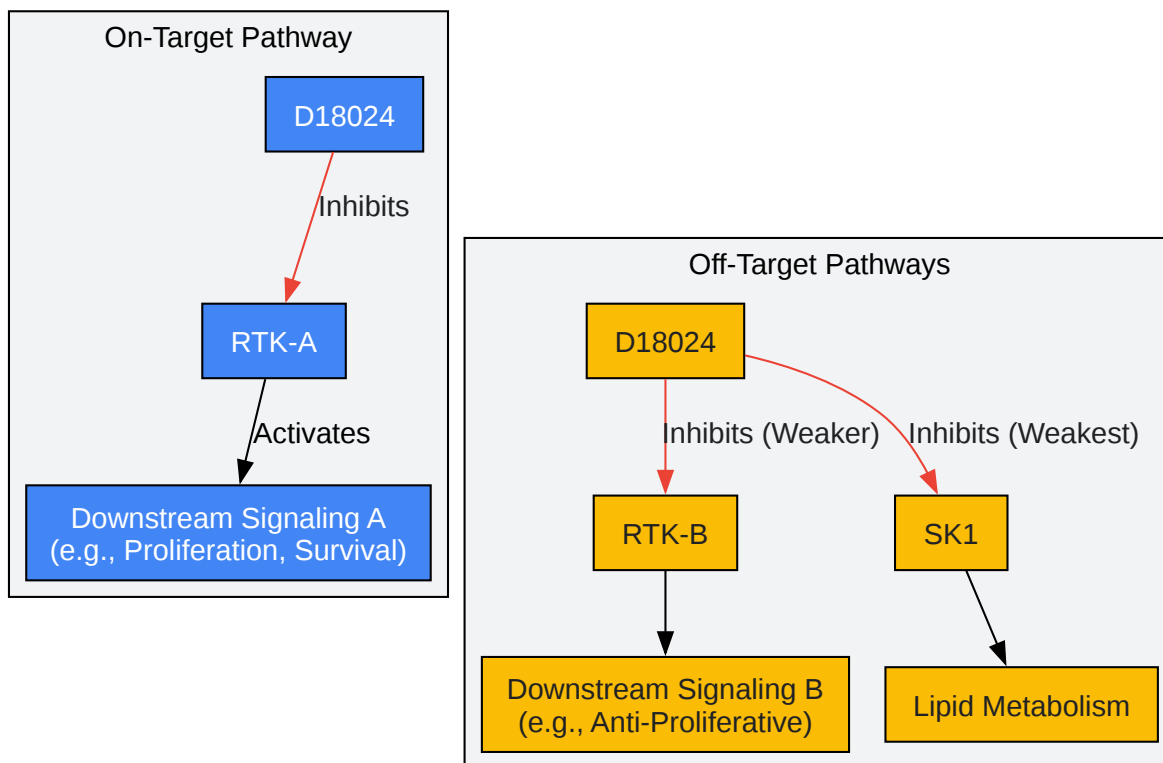 On-Target Pathway
D18024
Inhibits
RTK-A
Activates
Downstream Signaling A
(e.g., Proliferation, Survival)
Off-Target Pathways
D18024
Inhibits (Weaker)
Inhibits (Weakest)
RTK-B
SK1
Downstream Signaling B
(e.g., Anti-Proliferative)
Lipid Metabolism